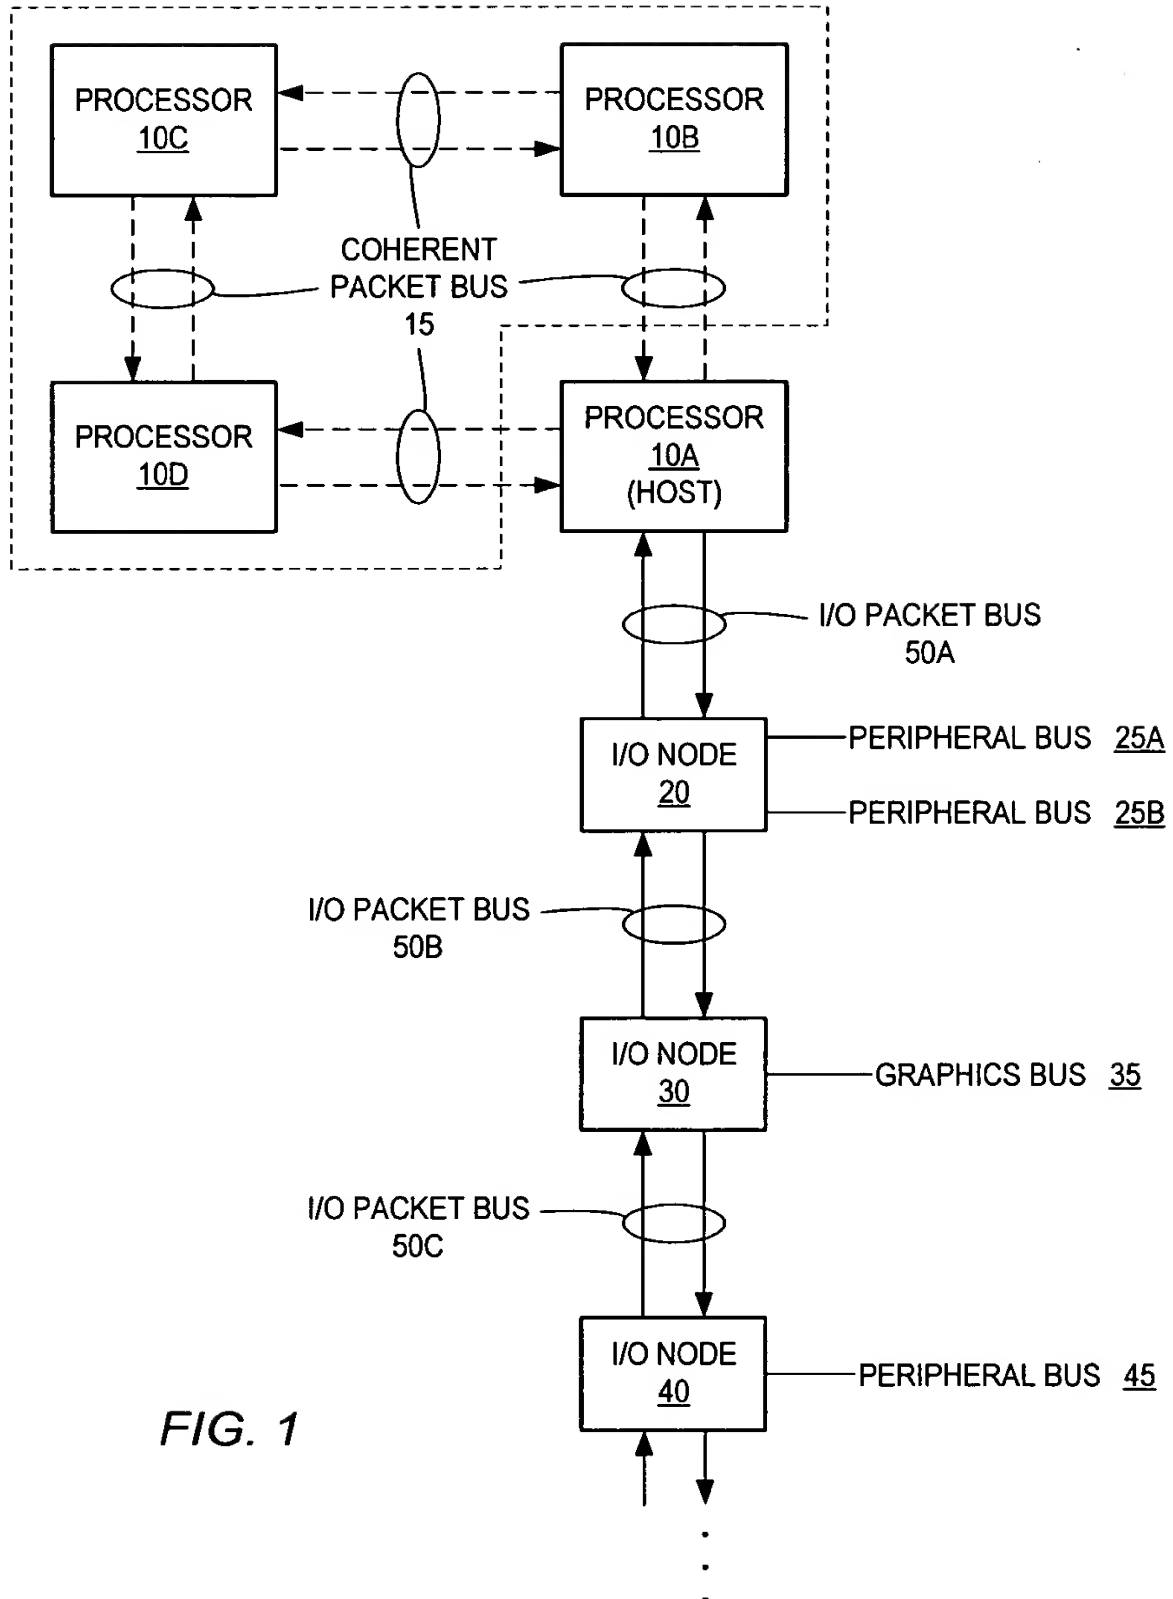 PROCESSOR
10C
PROCESSOR
10B
COHERENT
PACKET BUS
15
PROCESSOR
10D
PROCESSOR
10A
(HOST)
I/O PACKET BUS
50A
I/O NODE
20
PERIPHERAL BUS 25A
PERIPHERAL BUS 25B
I/O PACKET BUS
50B
I/O NODE
30
GRAPHICS BUS 35
I/O PACKET BUS
50C
I/O NODE
40
PERIPHERAL BUS 45
FIG. 1